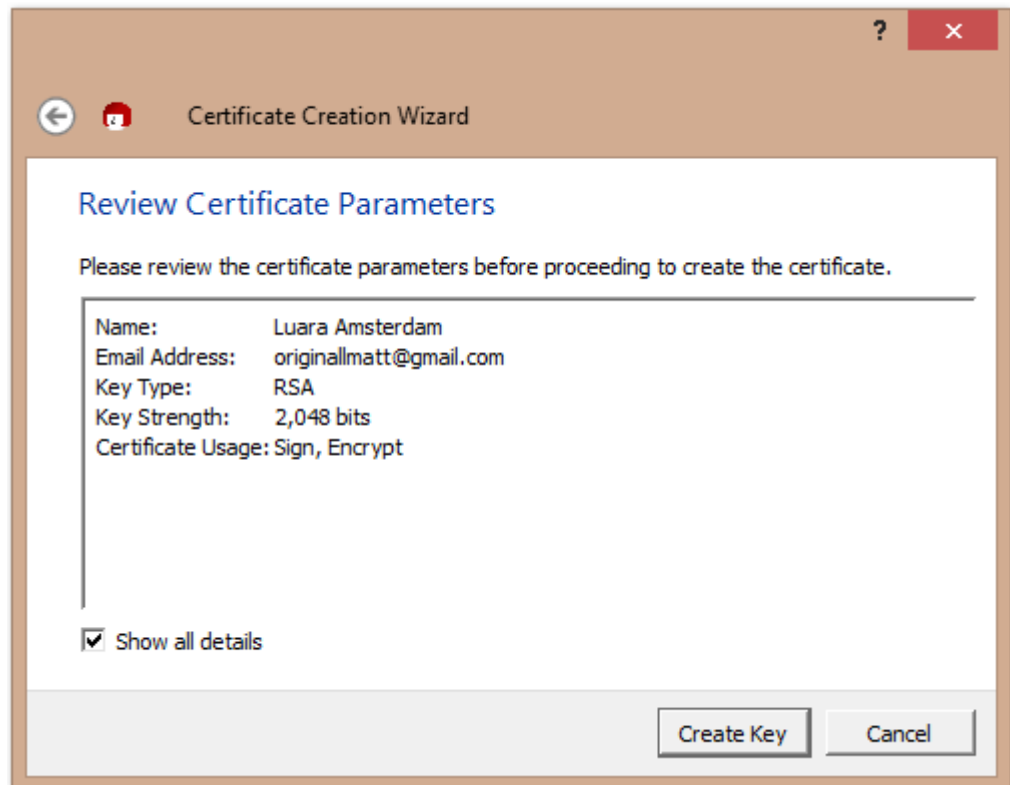 ?
Certificate Creation Wizard
Review Certificate Parameters
Please review the certificate parameters before proceeding to create the certificate.
Name: Luara Amsterdam
Email Address: originallmatt@gmail.com
Key Type: RSA
Key Strength: 2,048 bits
Certificate Usage: Sign, Encrypt
Show all details
Create Key Cancel